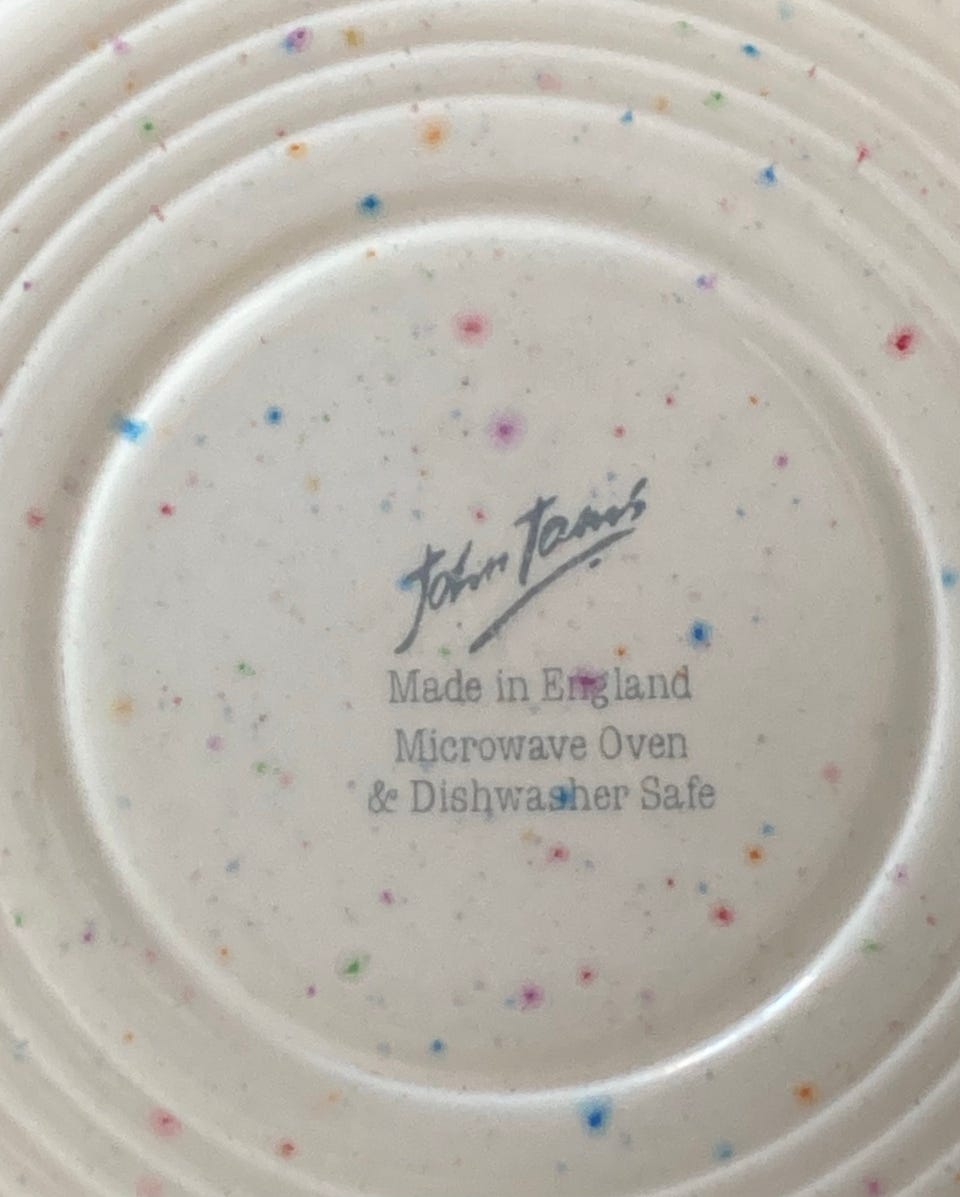 John Tams
Made in England
Microwave Oven
& Dishwasher Safe